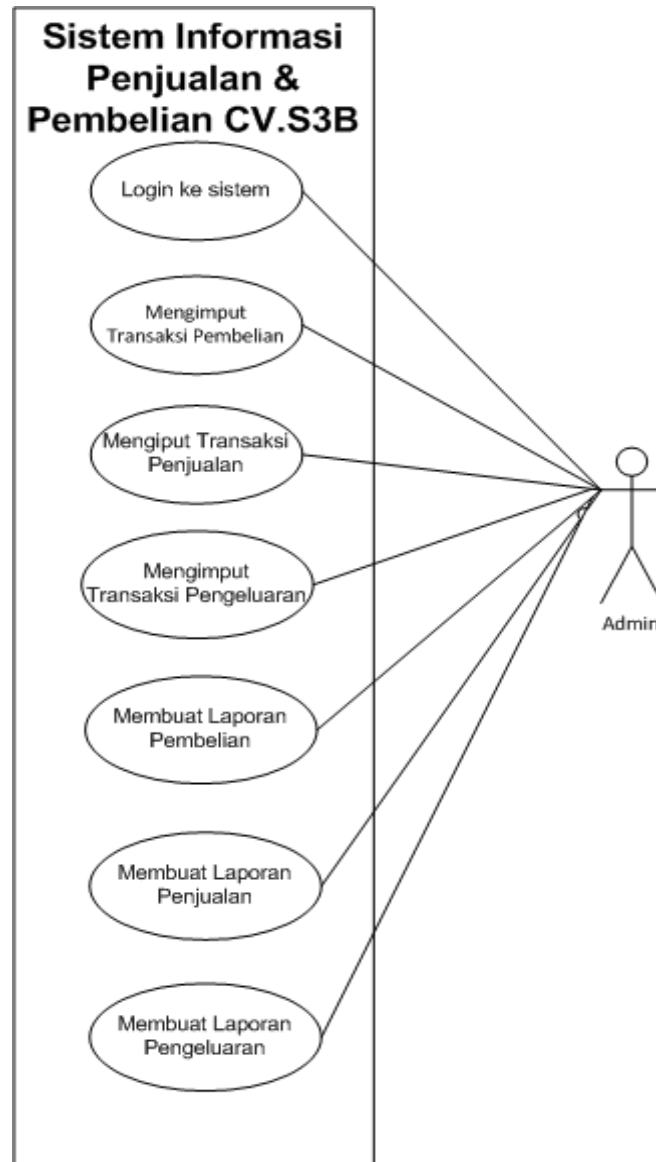 Sistem Informasi
Penjualan &
Pembelian CV.S3B
Login ke sistem
Mengimput
Transaksi Pembelian
Mengiput Transaksi
Penjualan
Mengimput
Transaksi Pengeluaran
Membuat Laporan
Pembelian
Membuat Laporan
Penjualan
Membuat Laporan
Pengeluaran
Admin